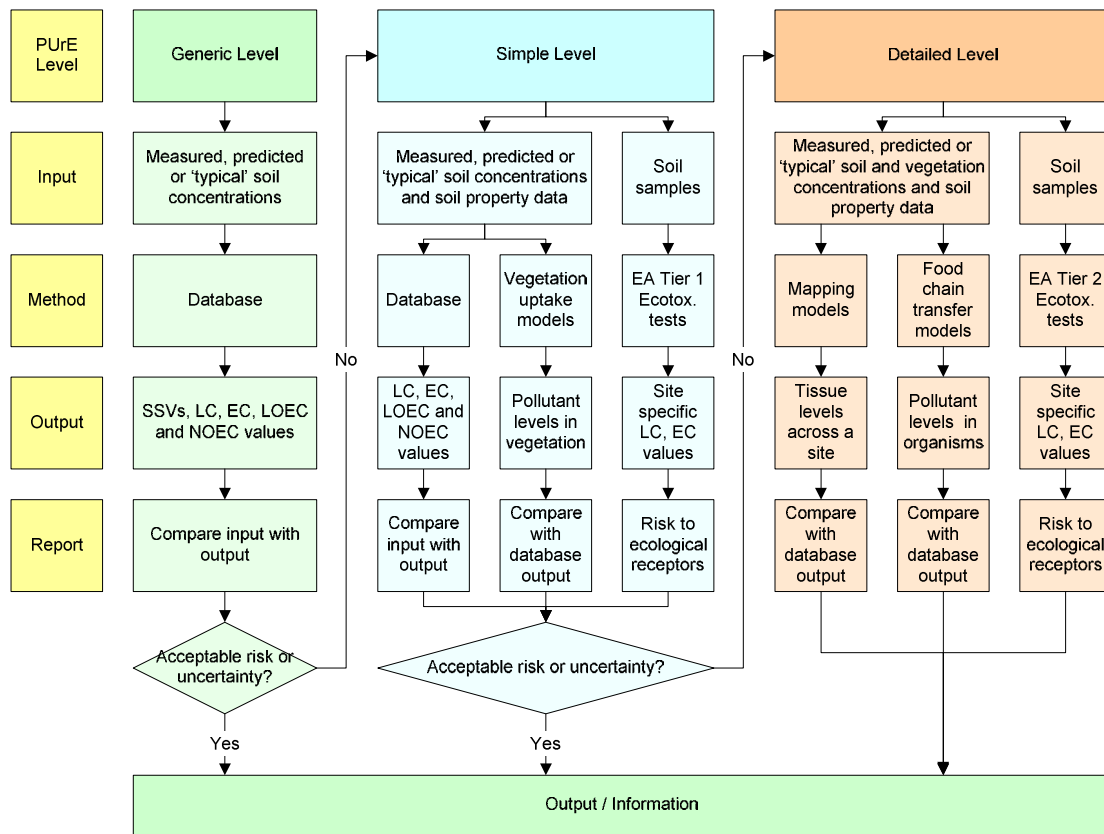 PUrE
Level
Generic Level
Simple Level
Detailed Level
Input
Measured, predicted
or 'typical' soil
concentrations
Measured, predicted or
'typical' soil concentrations
and soil property data
Soil
samples
Measured, predicted or
'typical' soil and vegetation
concentrations and soil
property data
Soil
samples
Method
Database
Database
Vegetation
uptake
models
EA Tier 1
Ecotox.
tests
Mapping
models
Food
chain
transfer
models
EA Tier 2
Ecotox.
tests
No
No
Output
SSVs, LC, EC, LOEC
and NOEC values
LC, EC,
LOEC and
NOEC
values
Pollutant
levels in
vegetation
Site
specific
LC, EC
values
Tissue
levels
across a
site
Pollutant
levels in
organisms
Site
specific
LC, EC
values
Report
Compare input with
output
Compare
input with
output
Compare
with
database
output
Risk to
ecological
receptors
Compare
with
database
output
Compare
with
database
output
Risk to
ecological
receptors
Acceptable risk or
uncertainty?
Acceptable risk or uncertainty?
Yes
Yes
Output / Information